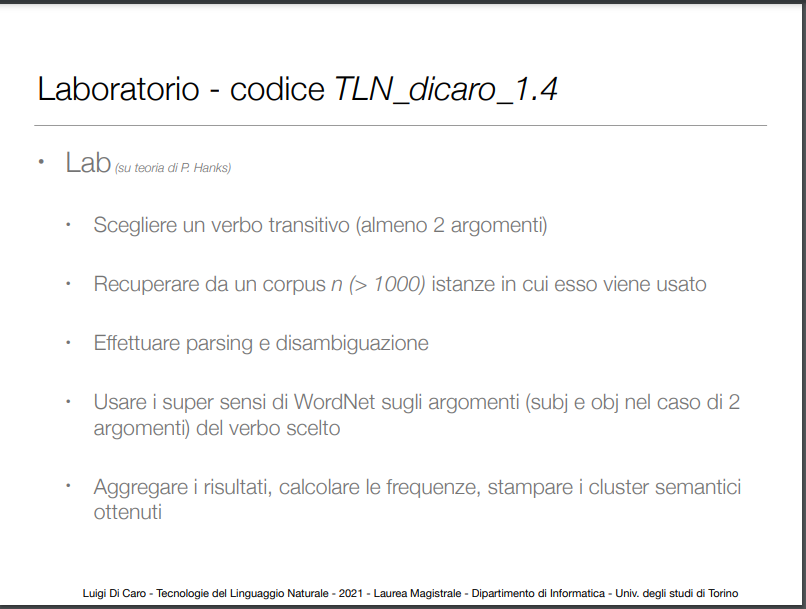 Laboratorio - codice TLN_dicaro_1.4
• Lab (su teoria di P. Hanks)
• Scegliere un verbo transitivo (almeno 2 argomenti)
• Recuperare da un corpus n (> 1000) istanze in cui esso viene usato
• Effettuare parsing e disambiguazione
• Usare i super sensi di WordNet sugli argomenti (subj e obj nel caso di 2
argomenti) del verbo scelto
• Aggregare i risultati, calcolare le frequenze, stampare i cluster semantici
ottenuti
Luigi Di Caro - Tecnologie del Linguaggio Naturale - 2021 - Laurea Magistrale - Dipartimento di Informatica - Univ. degli studi di Torino